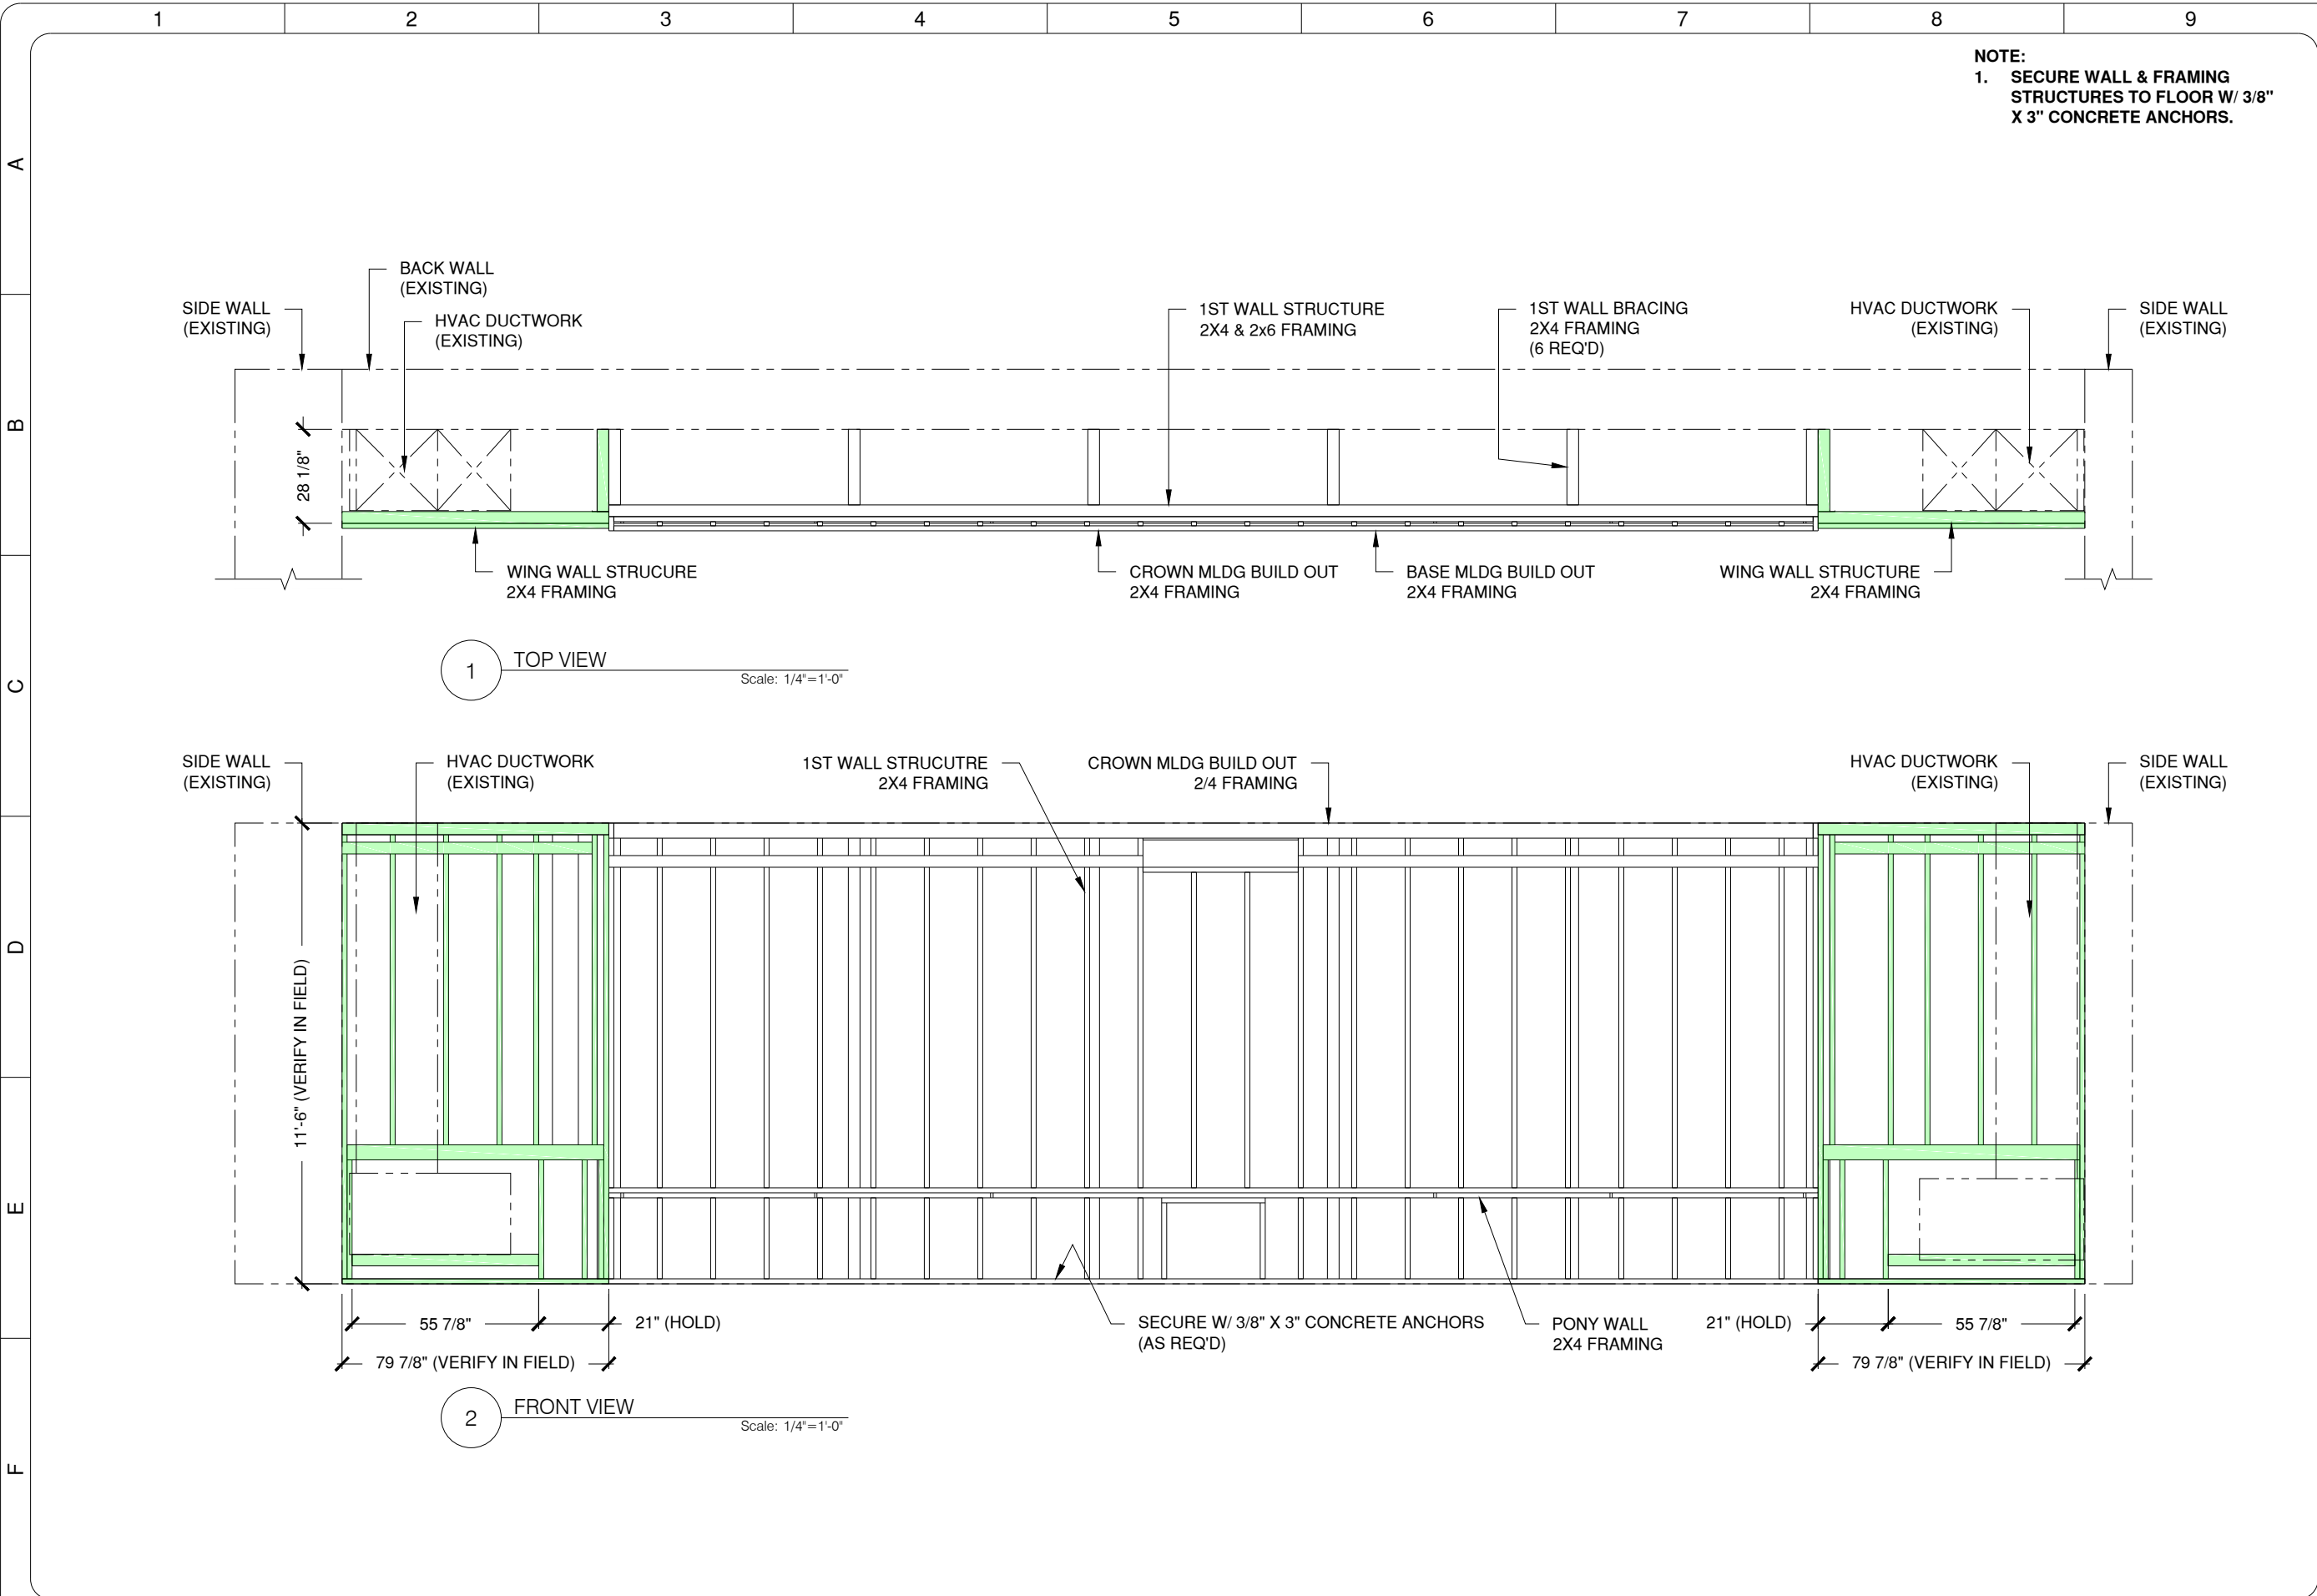 1 2 3 4 5 6 7 8 9
NOTE:
1. SECURE WALL & FRAMING
STRUCTURES TO FLOOR W/ 3/8"
X 3" CONCRETE ANCHORS.
A
B
C
D
E
F
BACK WALL
(EXISTING)
SIDE WALL
(EXISTING)
HVAC DUCTWORK
(EXISTING)
1ST WALL STRUCTURE
2X4 & 2x6 FRAMING
1ST WALL BRACING
2X4 FRAMING
(6 REQ'D)
HVAC DUCTWORK
(EXISTING)
SIDE WALL
(EXISTING)
28 1/8"
WING WALL STRUCURE
2X4 FRAMING
CROWN MLDG BUILD OUT
2X4 FRAMING
BASE MLDG BUILD OUT
2X4 FRAMING
WING WALL STRUCTURE
2X4 FRAMING
1
TOP VIEW
Scale: 1/4"=1'-0"
SIDE WALL
(EXISTING)
HVAC DUCTWORK
(EXISTING)
1ST WALL STRUCUTRE
2X4 FRAMING
CROWN MLDG BUILD OUT
2/4 FRAMING
HVAC DUCTWORK
(EXISTING)
SIDE WALL
(EXISTING)
11'-6" (VERIFY IN FIELD)
55 7/8"
21" (HOLD)
79 7/8" (VERIFY IN FIELD)
SECURE W/ 3/8" X 3" CONCRETE ANCHORS
(AS REQ'D)
PONY WALL
2X4 FRAMING
21" (HOLD)
55 7/8"
79 7/8" (VERIFY IN FIELD)
2
FRONT VIEW
Scale: 1/4"=1'-0"